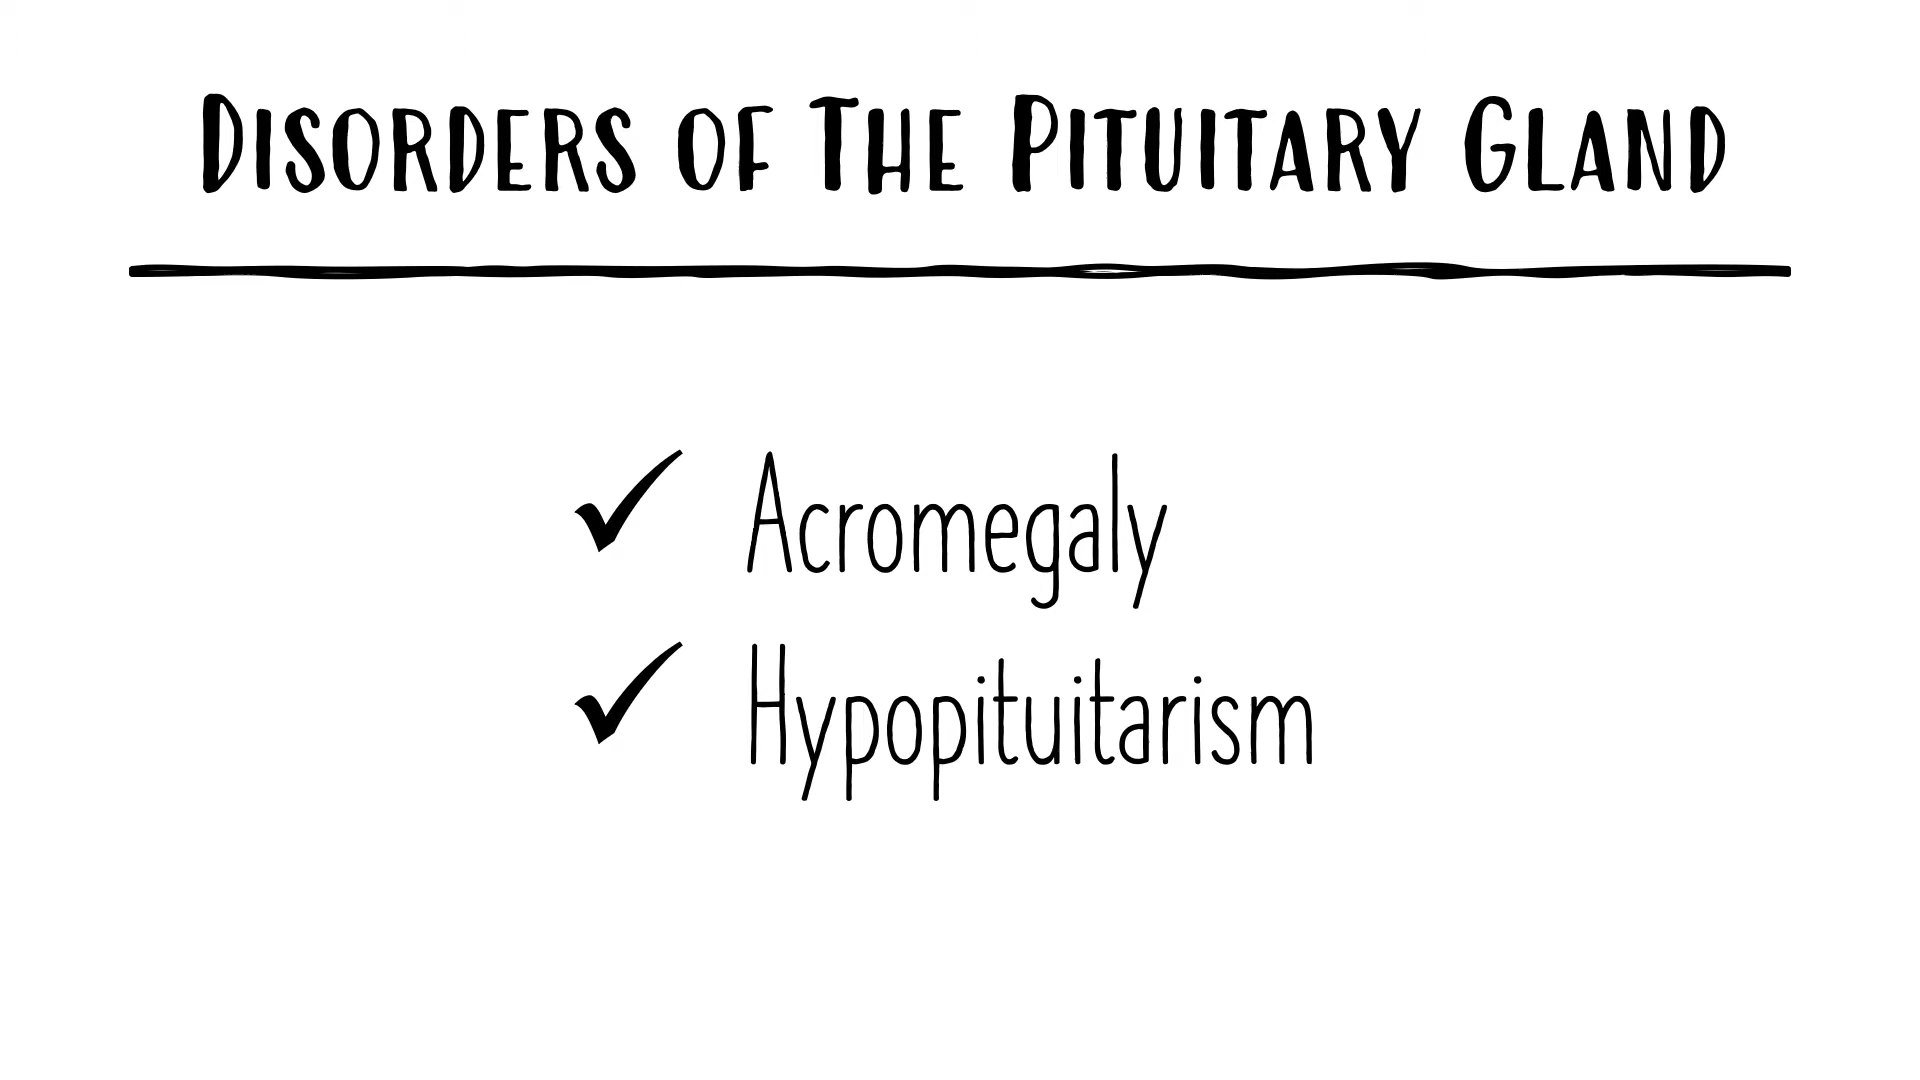 Disorders of The Pituitary Gland
✓ Acromegaly
✓ Hypopituitarism